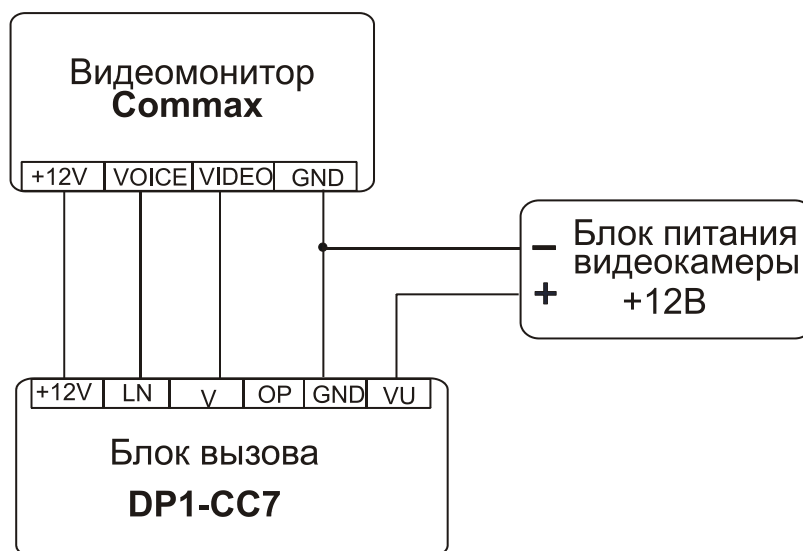 Видеомонитор
Commax
+12V VOICE VIDEO GND
Блок питания
видеокамеры
+12В
−
+
+12V LN V OP GND VU
Блок вызова
DP1-CC7